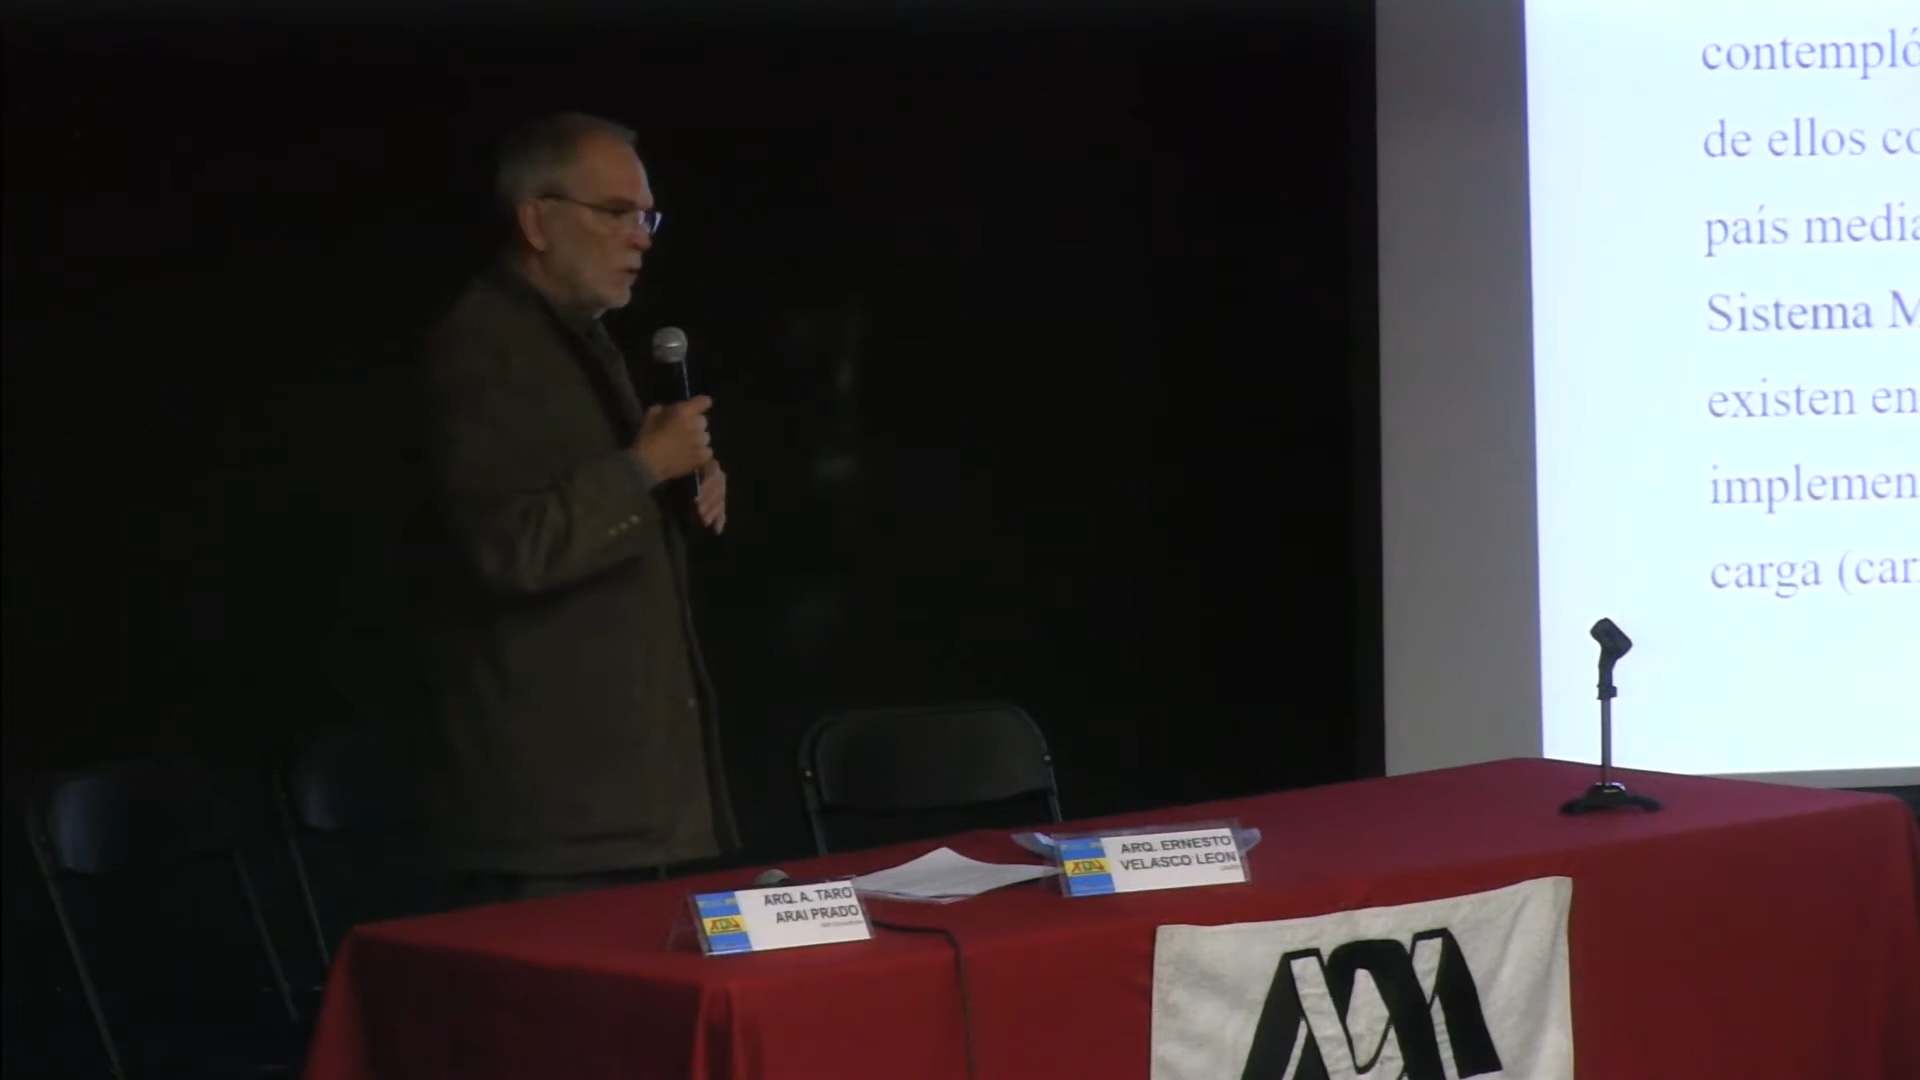 contempló
de ellos co
país media
Sistema M
existen en
implemen
carga (car
ARQ. ERNESTO
VELASCO LEON
ARQ. A. TARO
ARAI PRADO